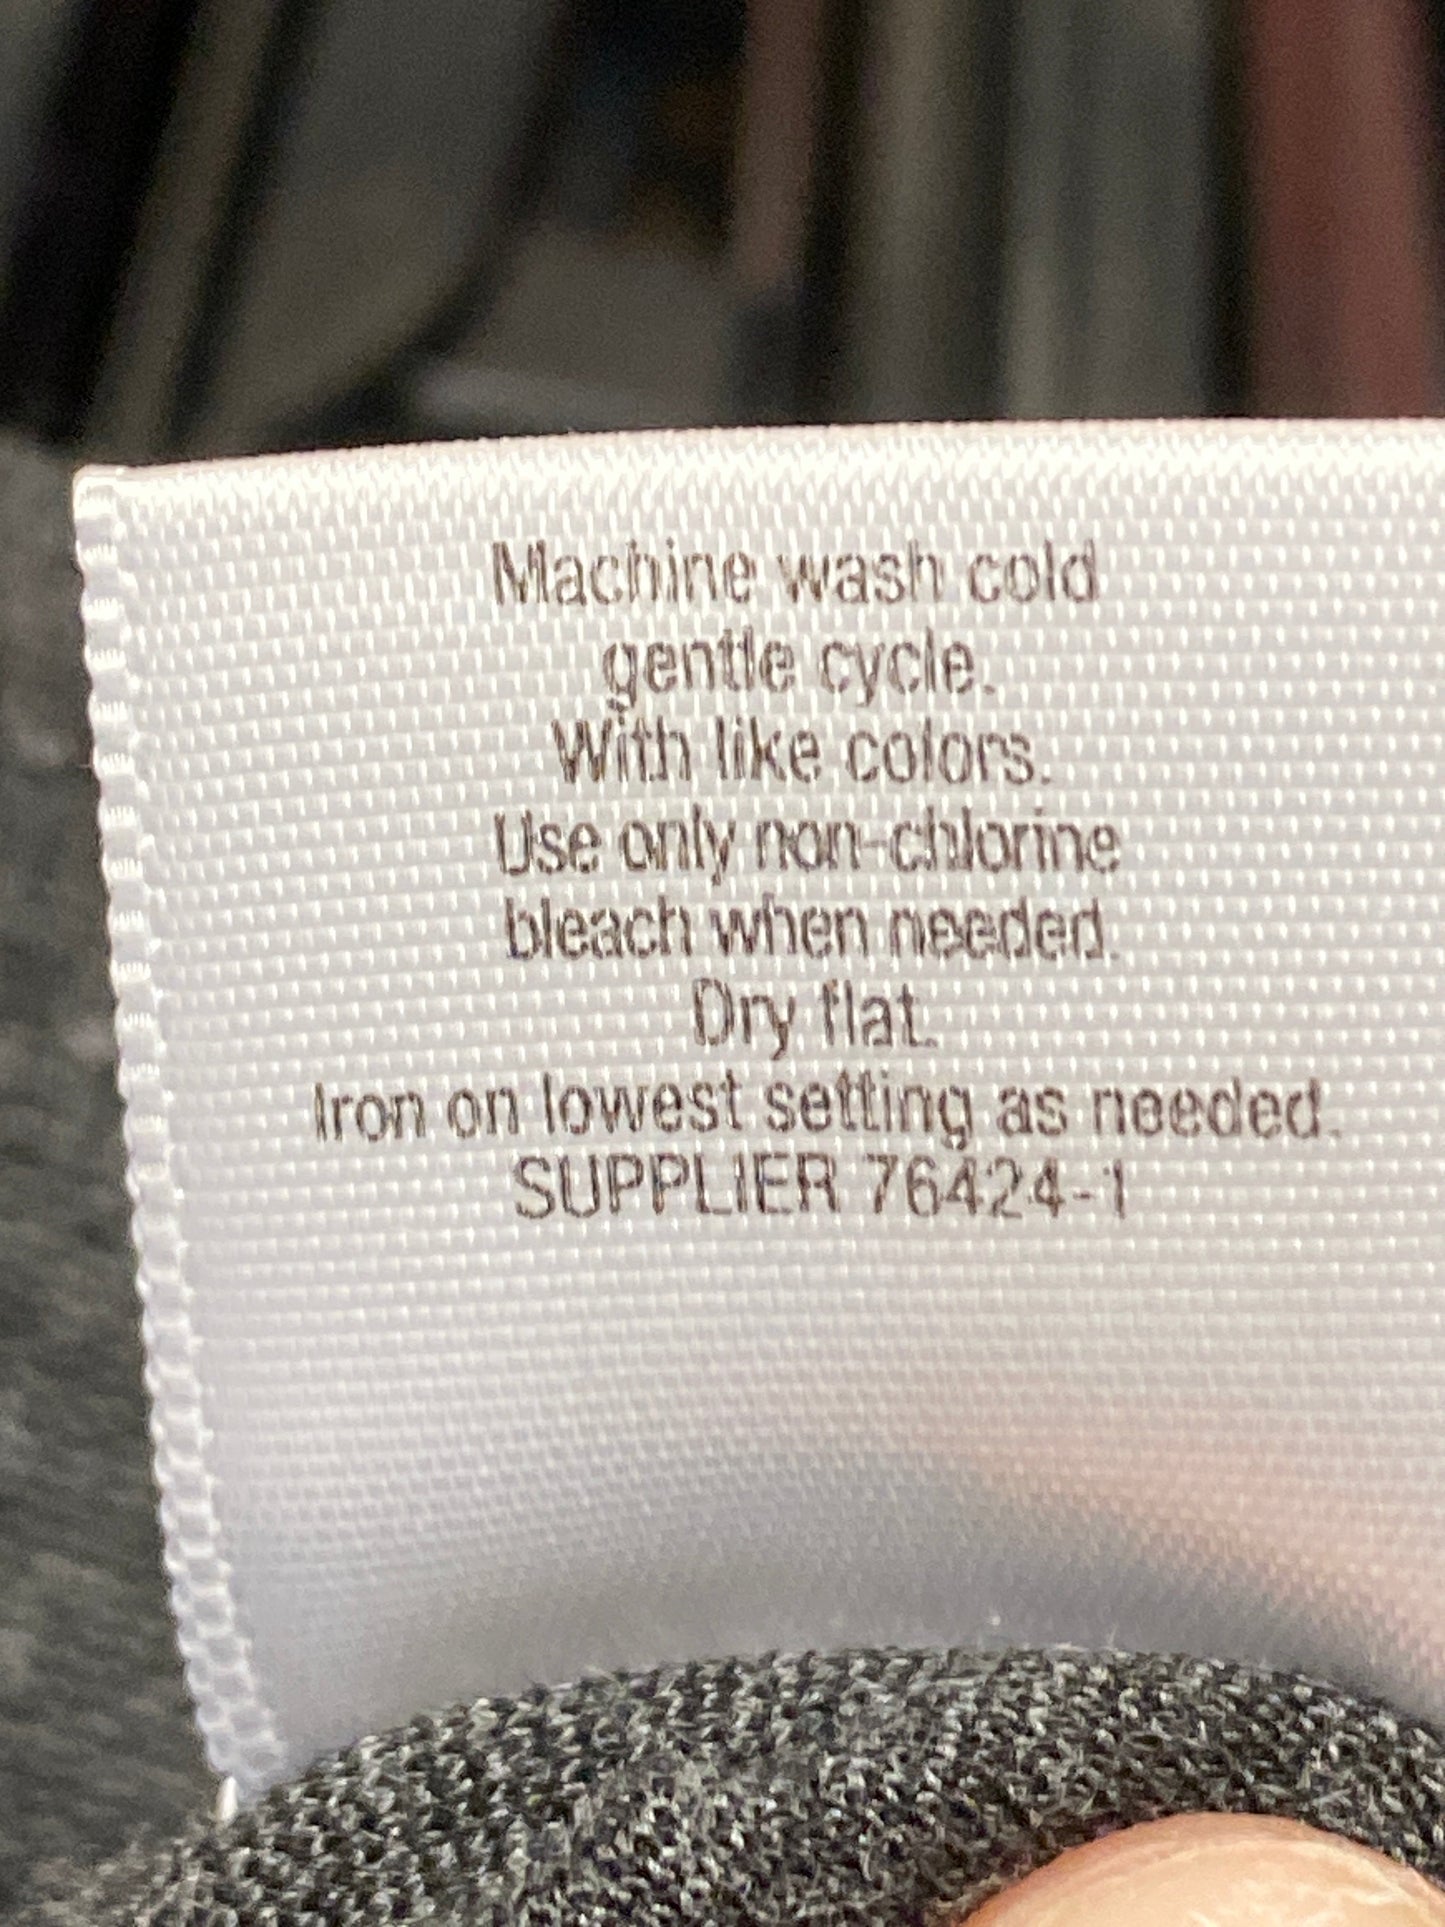 Machine wash cold
gentle cycle.
With like colors.
Use only non-chlorine
bleach when needed.
Dry flat.
Iron on lowest setting as needed.
SUPPLIER 76424-1